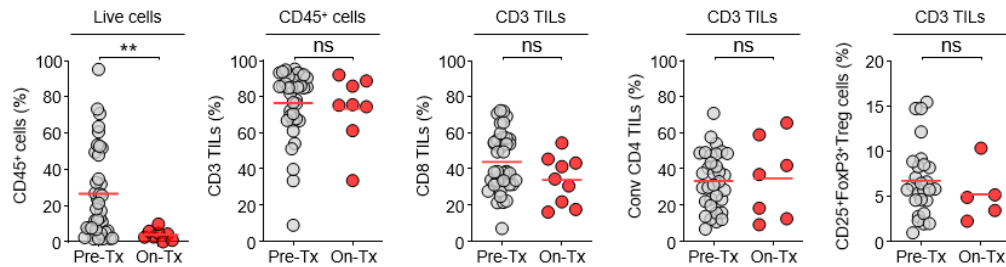 Live cells
**
CD45⁺ cells (%)
100
80
60
40
20
0
Pre-Tx On-Tx
CD45⁺ cells
ns
CD3 TILs (%)
100
80
60
40
20
0
Pre-Tx On-Tx
CD3 TILs
ns
CD8 TILs (%)
100
80
60
40
20
0
Pre-Tx On-Tx
CD3 TILs
ns
Conv CD4 TILs (%)
100
80
60
40
20
0
Pre-Tx On-Tx
CD3 TILs
ns
CD25⁺FoxP3⁺Treg cells (%)
20
15
10
5
0
Pre-Tx On-Tx